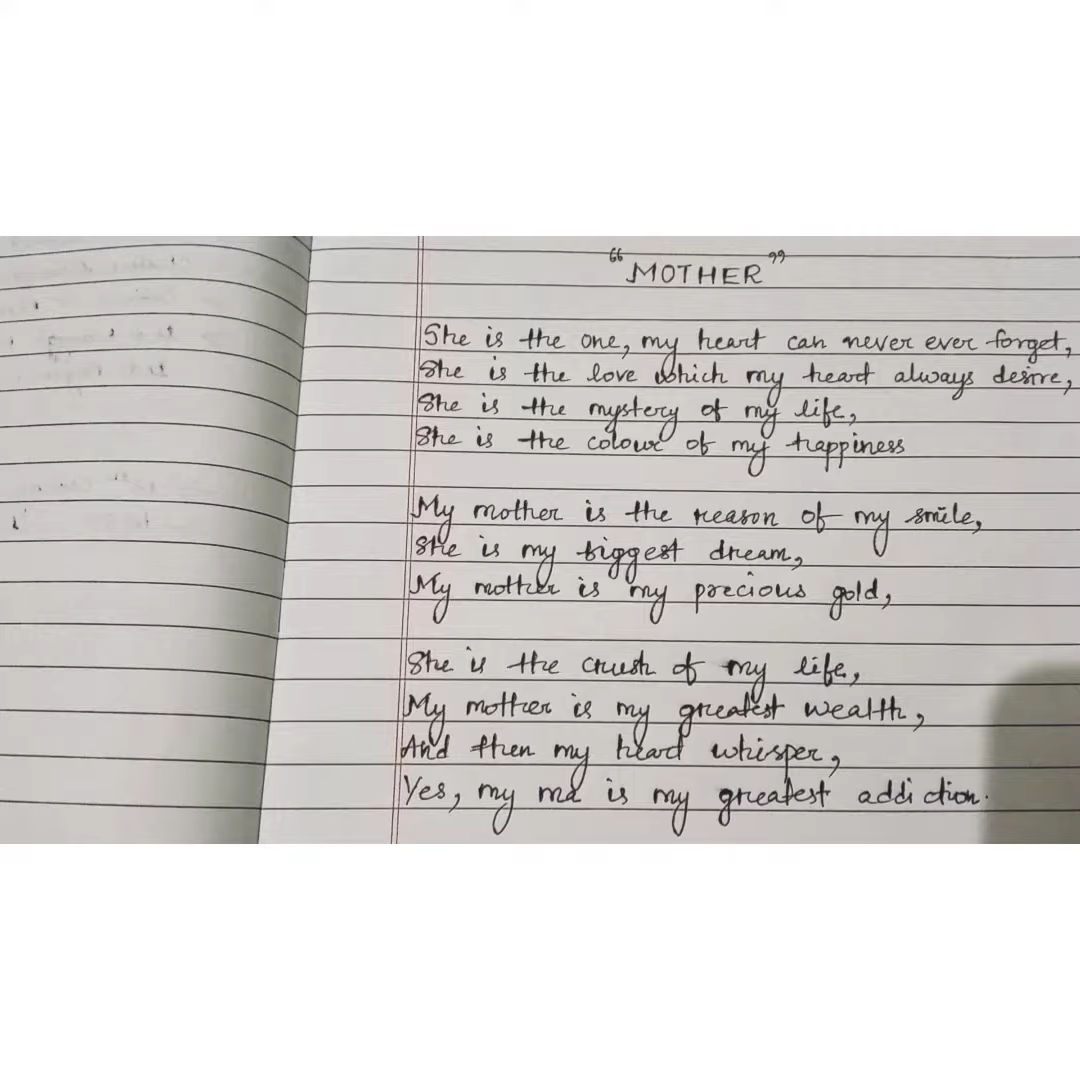 "MOTHER"
She is the one, my heart can never ever forget,
She is the love which my heart always desire,
She is the mystery of my life,
She is the colour of my happiness
My mother is the reason of my smile,
She is my biggest dream,
My mother is my precious gold,
She is the crush of my life,
My mother is my greatest wealth,
And then my heart whisper,
Yes, my ma is my greatest addiction.